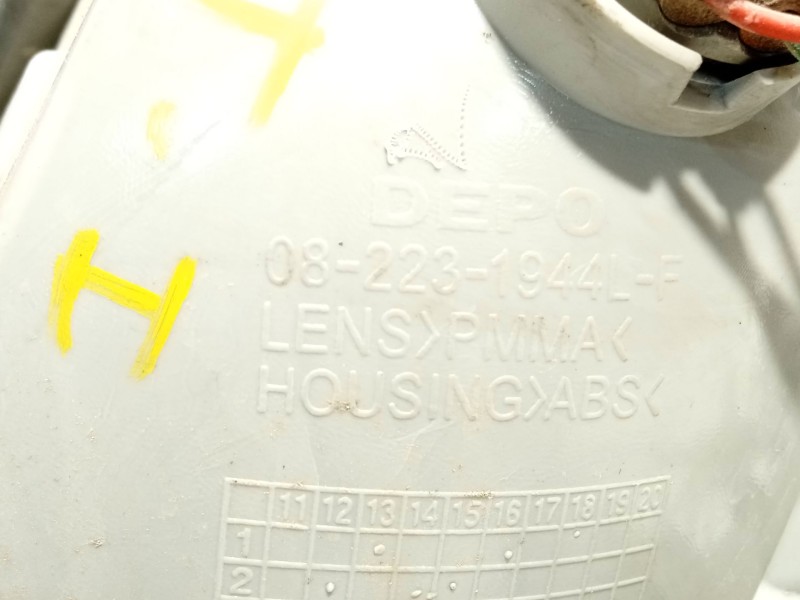 H
DEPO
08-223-1944L-F
LENS>PMMA<
HOUSING>ABS<
11 12 13 14 15 16 17 18 19 20
1
2